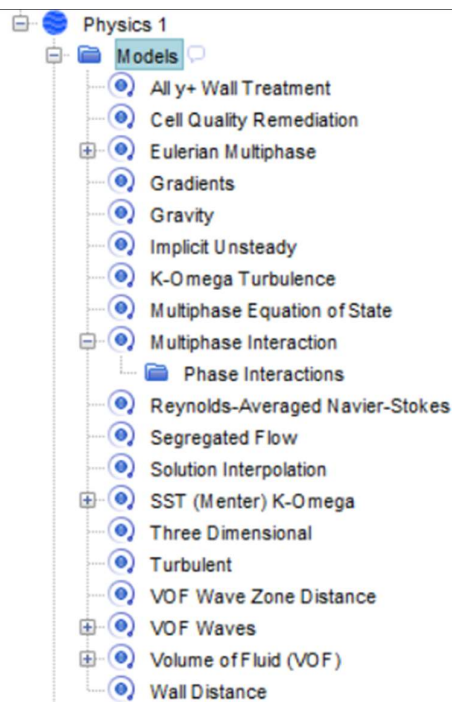 Physics 1
Models
All y+ Wall Treatment
Cell Quality Remediation
Eulerian Multiphase
Gradients
Gravity
Implicit Unsteady
K-Omega Turbulence
Multiphase Equation of State
Multiphase Interaction
Phase Interactions
Reynolds-Averaged Navier-Stokes
Segregated Flow
Solution Interpolation
SST (Menter) K-Omega
Three Dimensional
Turbulent
VOF Wave Zone Distance
VOF Waves
Volume of Fluid (VOF)
Wall Distance